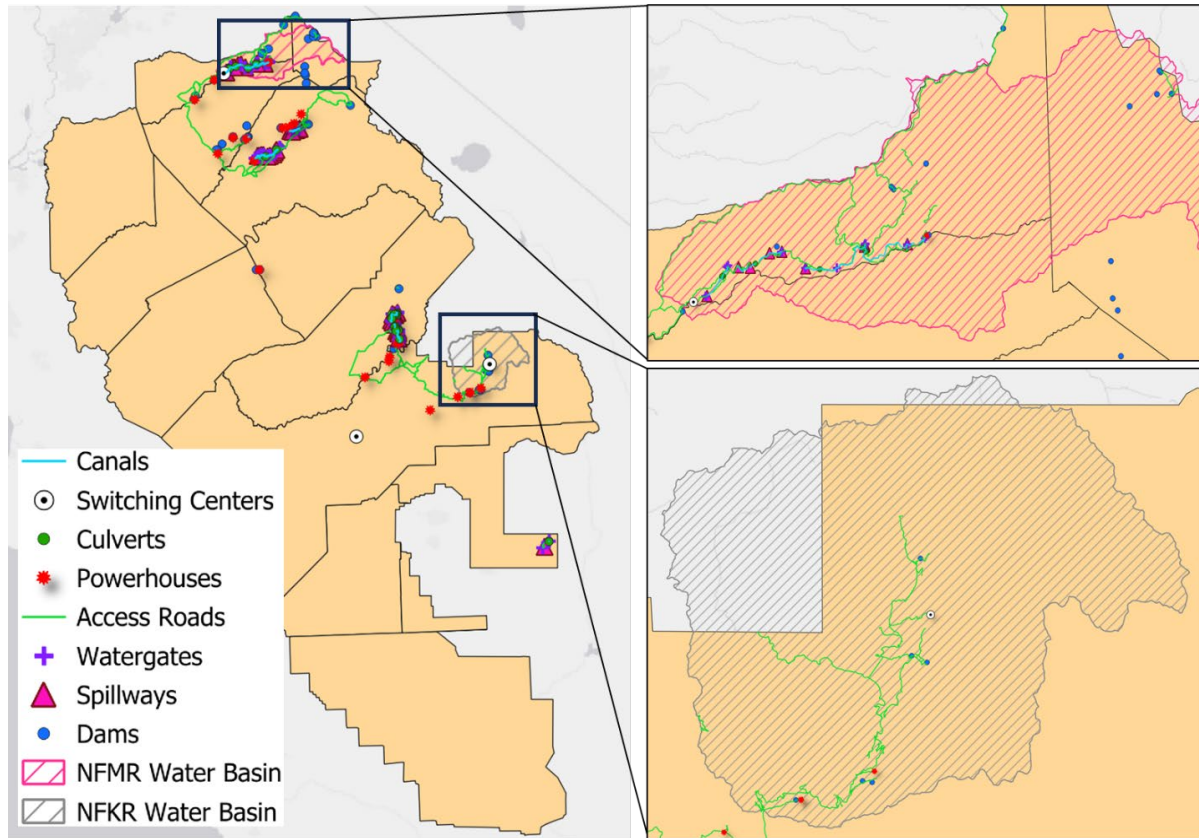 Canals
Switching Centers
Culverts
Powerhouses
Access Roads
Watergates
Spillways
Dams
NFMR Water Basin
NFKR Water Basin